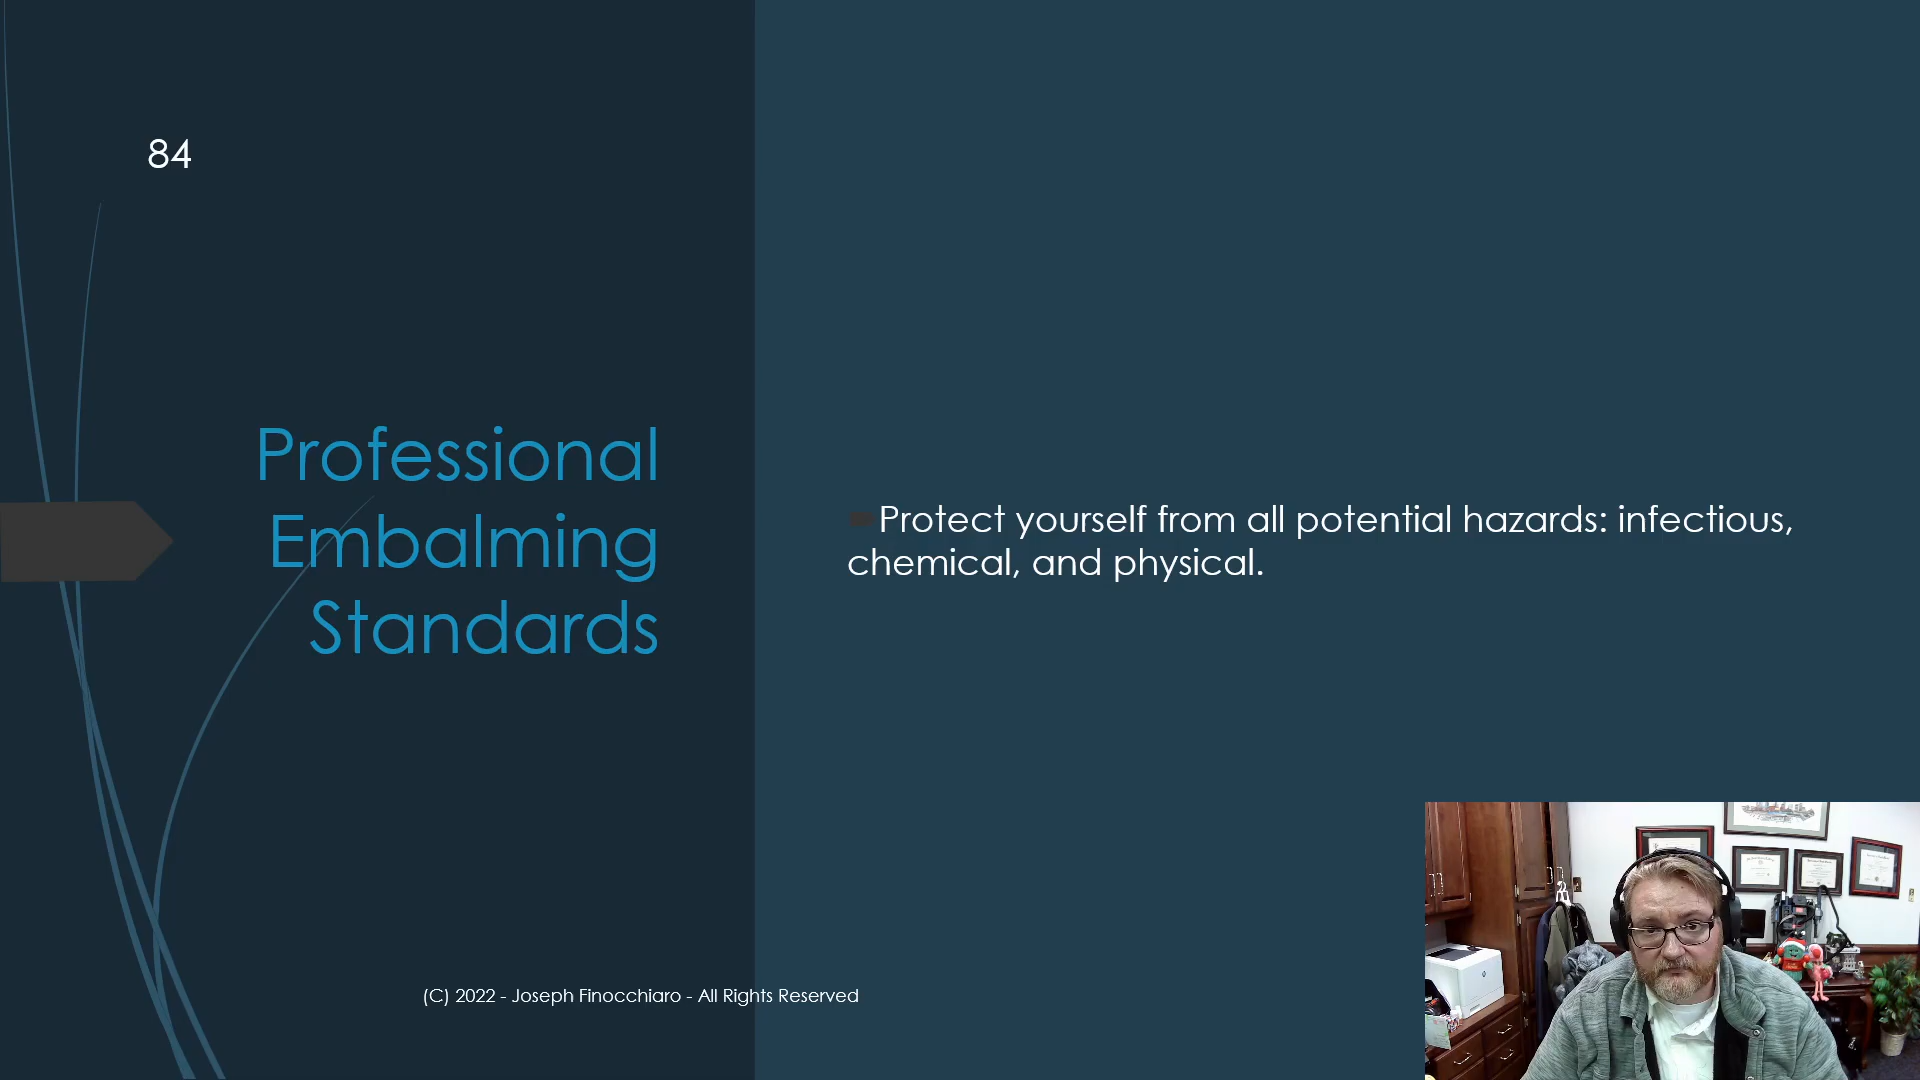 84
Professional
Embalming
Standards
Protect yourself from all potential hazards: infectious,
chemical, and physical.
(C) 2022 - Joseph Finocchiaro - All Rights Reserved